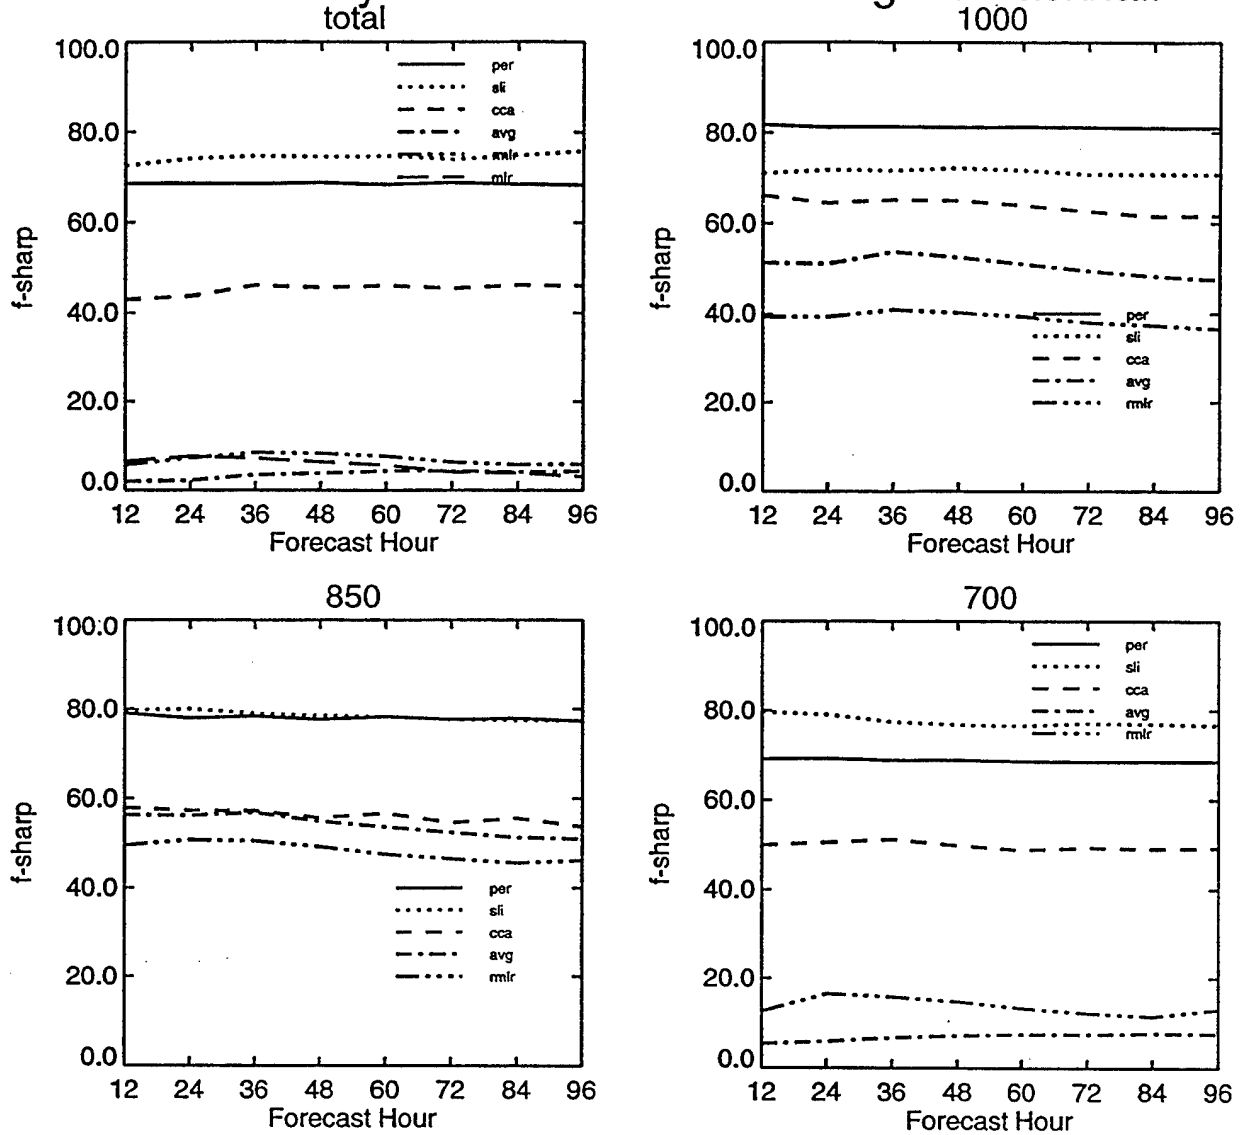 total
100.0
80.0
60.0
40.0
20.0
0.0
f-sharp
per
sli
cca
avg
rmlr
mlr
12 24 36 48 60 72 84 96
Forecast Hour
1000
100.0
80.0
60.0
40.0
20.0
0.0
f-sharp
per
sli
cca
avg
rmlr
12 24 36 48 60 72 84 96
Forecast Hour
850
100.0
80.0
60.0
40.0
20.0
0.0
f-sharp
per
sli
cca
avg
rmlr
12 24 36 48 60 72 84 96
Forecast Hour
700
100.0
80.0
60.0
40.0
20.0
0.0
f-sharp
per
sli
cca
avg
rmlr
12 24 36 48 60 72 84 96
Forecast Hour